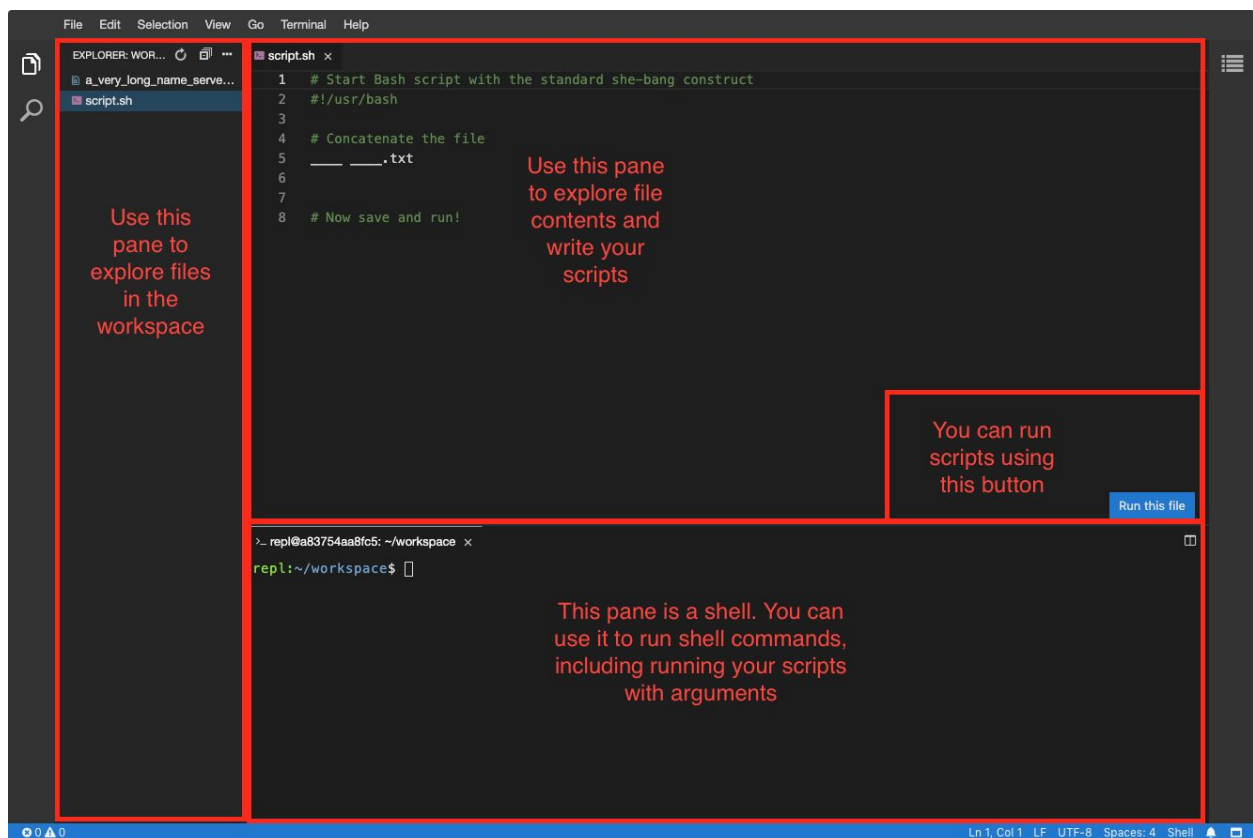 File Edit Selection View Go Terminal Help
EXPLORER: WOR...
a_very_long_name_serve...
script.sh
Use this
pane to
explore files
in the
workspace
script.sh ×
1 # Start Bash script with the standard she-bang construct
2 #!/usr/bash
3
4 # Concatenate the file
5 ____ ____.txt
6
7
8 # Now save and run!
Use this pane
to explore file
contents and
write your
scripts
You can run
scripts using
this button
Run this file
>_ repl@a83754aa8fc5: ~/workspace ×
repl:~/workspace$
This pane is a shell. You can
use it to run shell commands,
including running your scripts
with arguments
0 0
Ln 1, Col 1 LF UTF-8 Spaces: 4 Shell